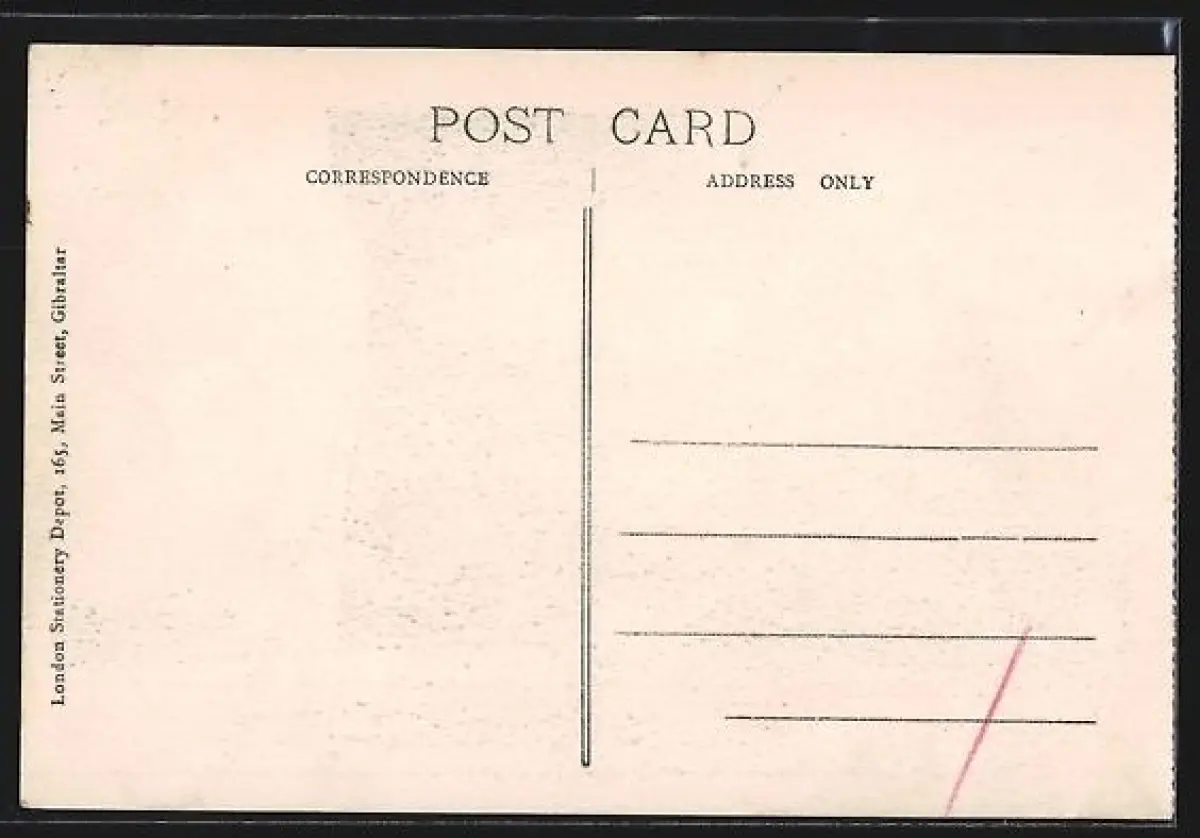 POST CARD
CORRESPONDENCE
ADDRESS ONLY
London Stationery Depot, 165, Main Street, Gibraltar